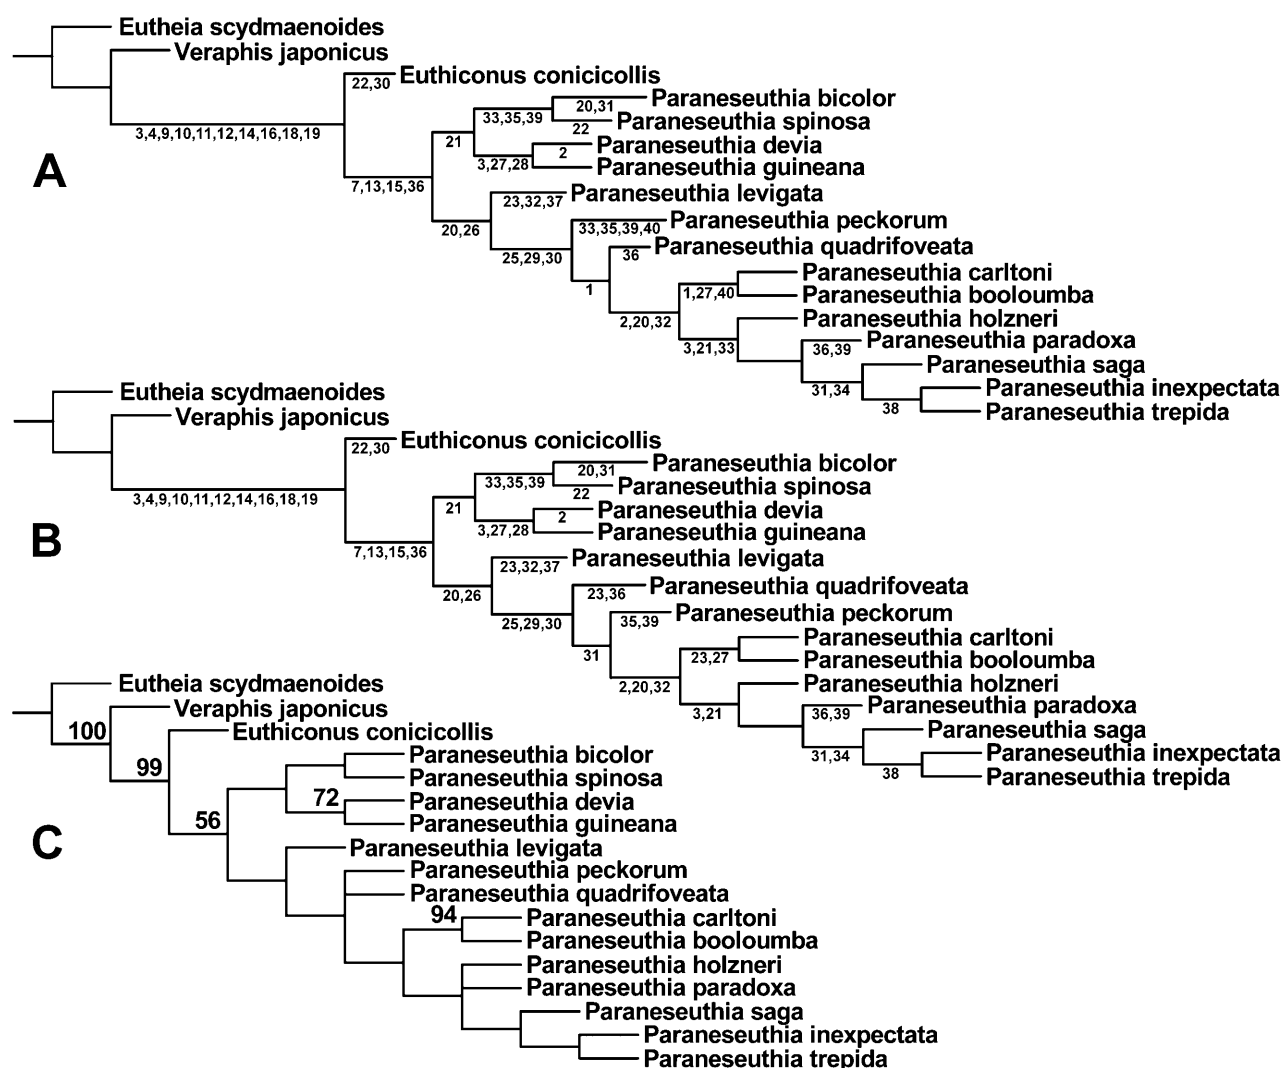 Eutheia scydmaenoides
Veraphis japonicus
Euthiconus conicicollis
22,30
Paraneseuthia bicolor
20,31
33,35,39
Paraneseuthia spinosa
22
3,4,9,10,11,12,14,16,18,19
21
Paraneseuthia devia
2
3,27,28
Paraneseuthia guineana
A
7,13,15,36
Paraneseuthia levigata
23,32,37
Paraneseuthia peckorum
33,35,39,40
20,26
Paraneseuthia quadrifoveata
36
25,29,30
Paraneseuthia carltoni
1
1,27,40
Paraneseuthia booloumba
2,20,32
Paraneseuthia holzneri
3,21,33
Paraneseuthia paradoxa
36,39
Paraneseuthia saga
31,34
Paraneseuthia inexpectata
38
Paraneseuthia trepida
Eutheia scydmaenoides
Veraphis japonicus
Euthiconus conicicollis
22,30
Paraneseuthia bicolor
20,31
33,35,39
Paraneseuthia spinosa
22
3,4,9,10,11,12,14,16,18,19
21
Paraneseuthia devia
2
3,27,28
Paraneseuthia guineana
B
7,13,15,36
Paraneseuthia levigata
23,32,37
Paraneseuthia quadrifoveata
23,36
20,26
Paraneseuthia peckorum
35,39
25,29,30
Paraneseuthia carltoni
31
23,27
Paraneseuthia booloumba
2,20,32
Paraneseuthia holzneri
3,21
Paraneseuthia paradoxa
36,39
Paraneseuthia saga
31,34
Paraneseuthia inexpectata
38
Paraneseuthia trepida
Eutheia scydmaenoides
Veraphis japonicus
100
Euthiconus conicicollis
99
Paraneseuthia bicolor
Paraneseuthia spinosa
72
Paraneseuthia devia
56
Paraneseuthia guineana
C
Paraneseuthia levigata
Paraneseuthia peckorum
Paraneseuthia quadrifoveata
94
Paraneseuthia carltoni
Paraneseuthia booloumba
Paraneseuthia holzneri
Paraneseuthia paradoxa
Paraneseuthia saga
Paraneseuthia inexpectata
Paraneseuthia trepida